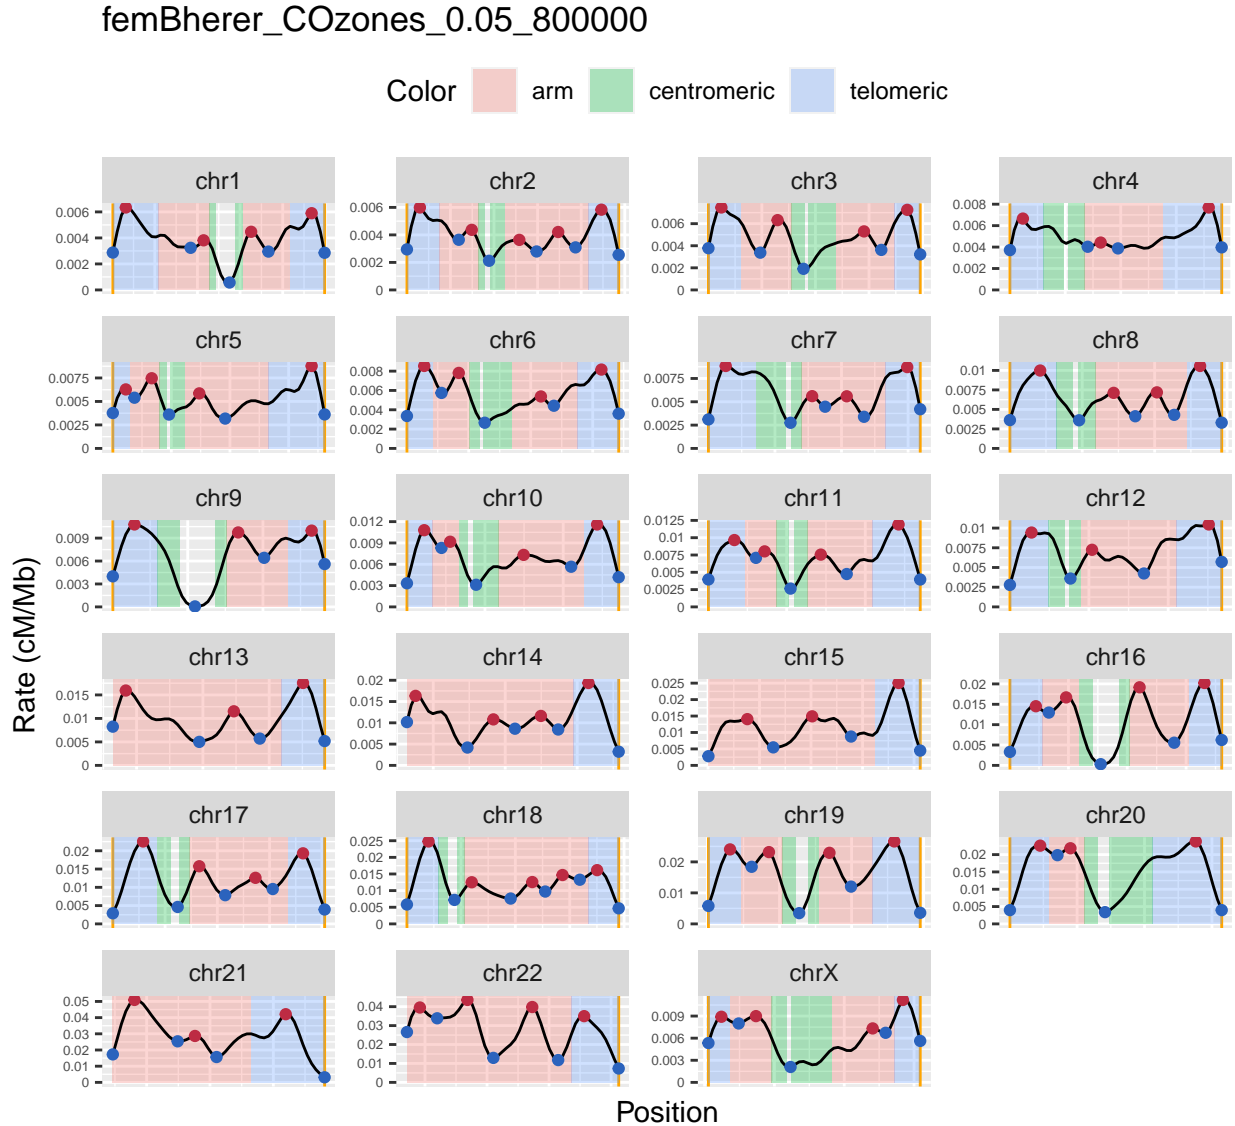 femBherer_COzones_0.05_800000
Color arm centromeric telomeric
chr1 chr2 chr3 chr4
0.006 0.004 0.002 0
0.006 0.004 0.002 0
0.006 0.004 0.002 0
0.008 0.006 0.004 0.002 0
chr5 chr6 chr7 chr8
0.0075 0.005 0.0025 0
0.008 0.006 0.004 0.002 0
0.0075 0.005 0.0025 0
0.01 0.0075 0.005 0.0025 0
chr9 chr10 chr11 chr12
0.009 0.006 0.003 0
0.012 0.009 0.006 0.003 0
0.0125 0.01 0.0075 0.005 0.0025 0
0.01 0.0075 0.005 0.0025 0
chr13 chr14 chr15 chr16
0.015 0.01 0.005 0
0.02 0.015 0.01 0.005 0
0.025 0.02 0.015 0.01 0.005 0
0.02 0.015 0.01 0.005 0
chr17 chr18 chr19 chr20
0.02 0.015 0.01 0.005 0
0.025 0.02 0.015 0.01 0.005 0
0.02 0.01 0
0.02 0.015 0.01 0.005 0
chr21 chr22 chrX
0.05 0.04 0.03 0.02 0.01 0
0.04 0.03 0.02 0.01 0
0.009 0.006 0.003 0
Rate (cM/Mb)
Position